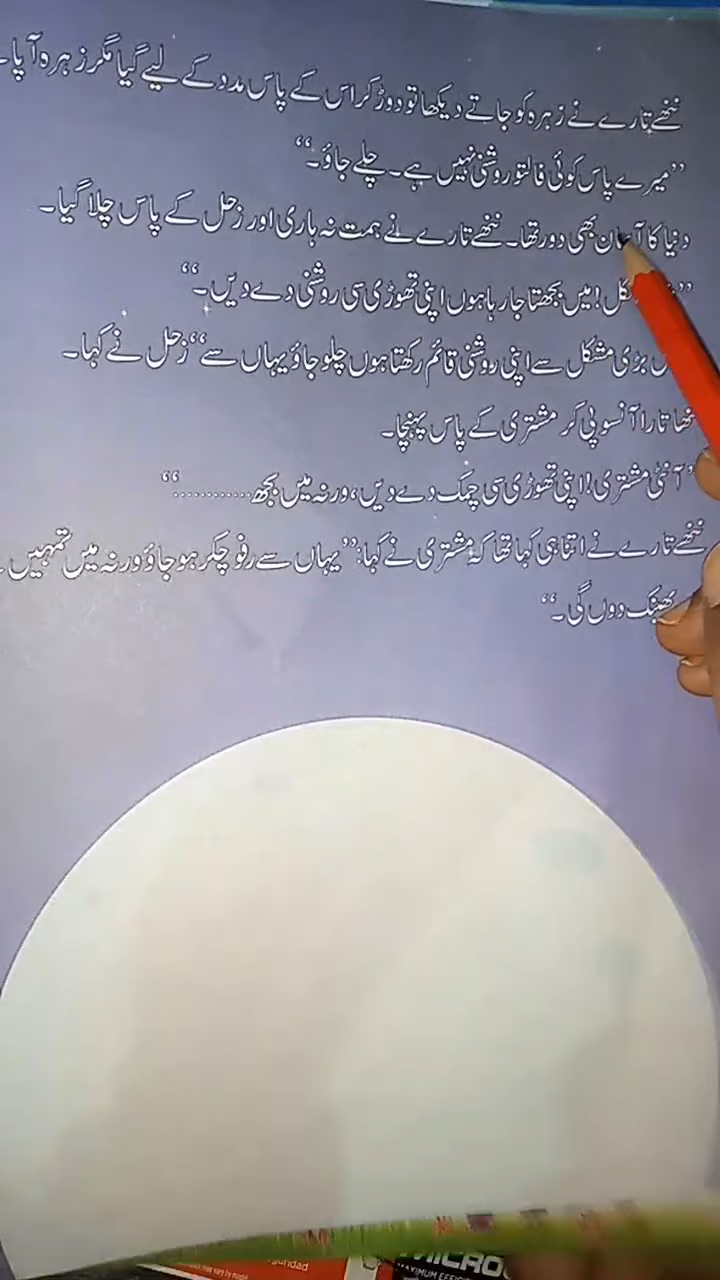 ننھے تارے نے زہرہ کو جاتے دیکھا تو دوڑ کر اس کے پاس مدد کے لیے گیا مگر زہرہ آپا
”میرے پاس کوئی فالتو روشنی نہیں ہے۔ چلے جاؤ۔“
دنیا کا بھی دور تھا۔ ننھے تارے نے ہمت نہ ہاری اور زحل کے پاس چلا گیا۔
میں بجھتا جا رہا ہوں اپنی تھوڑی سی روشنی دے دیں۔“
بڑی مشکل سے اپنی روشنی قائم رکھتا ہوں چلو جاؤ یہاں سے“ زحل نے کہا۔
تارا آنسو پی کر مشتری کے پاس پہنچا۔
”آنٹی مشتری! اپنی تھوڑی سی چمک دے دیں، ورنہ میں بجھ...........“
ننھے تارے نے اتنا ہی کہا تھا کہ مشتری نے کہا: ”یہاں سے رفو چکر ہو جاؤ ورنہ میں تمہیں
پھینک دوں گی۔“
MICRO
MAXIMUM EFFIC